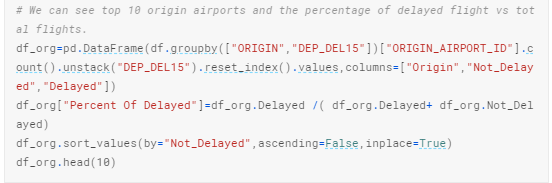 # We can see top 10 origin airports and the percentage of delayed flight vs tot
al flights.
df_org=pd.DataFrame(df.groupby(["ORIGIN","DEP_DEL15"])["ORIGIN_AIRPORT_ID"].c
ount().unstack("DEP_DEL15").reset_index().values,columns=["Origin","Not_Delay
ed","Delayed"])
df_org["Percent Of Delayed"]=df_org.Delayed /( df_org.Delayed+ df_org.Not_Del
ayed)
df_org.sort_values(by="Not_Delayed",ascending=False,inplace=True)
df_org.head(10)